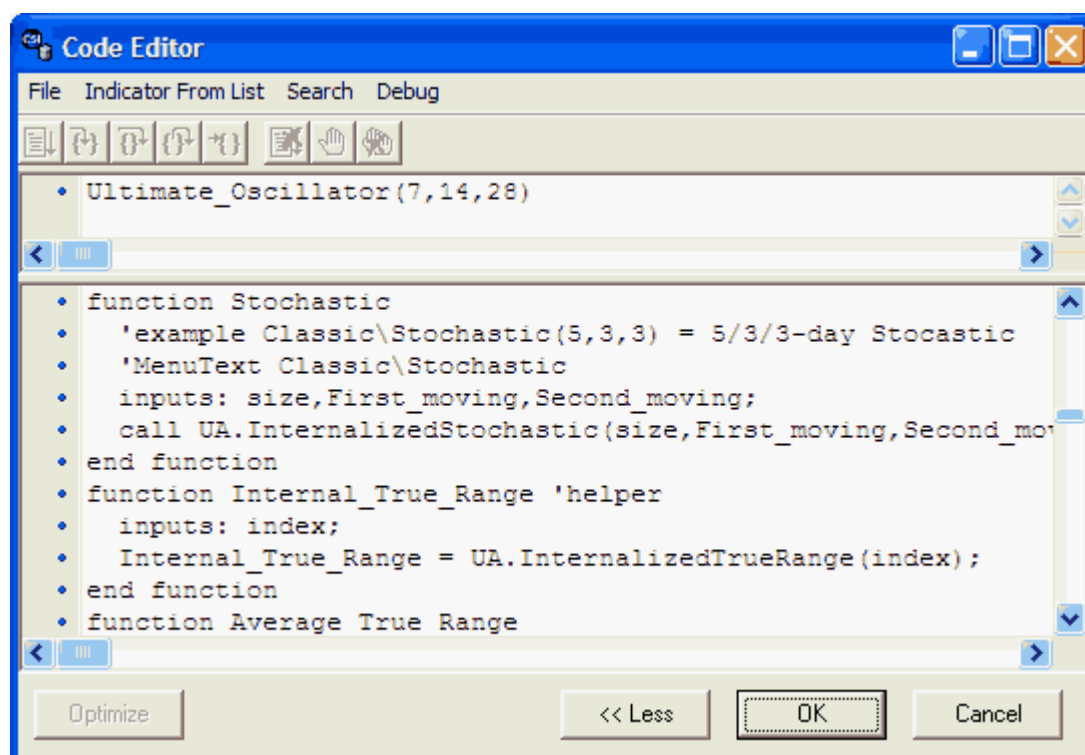 CSI Code Editor
File Indicator From List Search Debug
Ultimate_Oscillator(7,14,28)
function Stochastic
'example Classic\Stochastic(5,3,3) = 5/3/3-day Stocastic
'MenuText Classic\Stochastic
inputs: size,First_moving,Second_moving;
call UA.InternalizedStochastic(size,First_moving,Second_mov
end function
function Internal_True_Range 'helper
inputs: index;
Internal_True_Range = UA.InternalizedTrueRange(index);
end function
function Average True Range
Optimize << Less OK Cancel